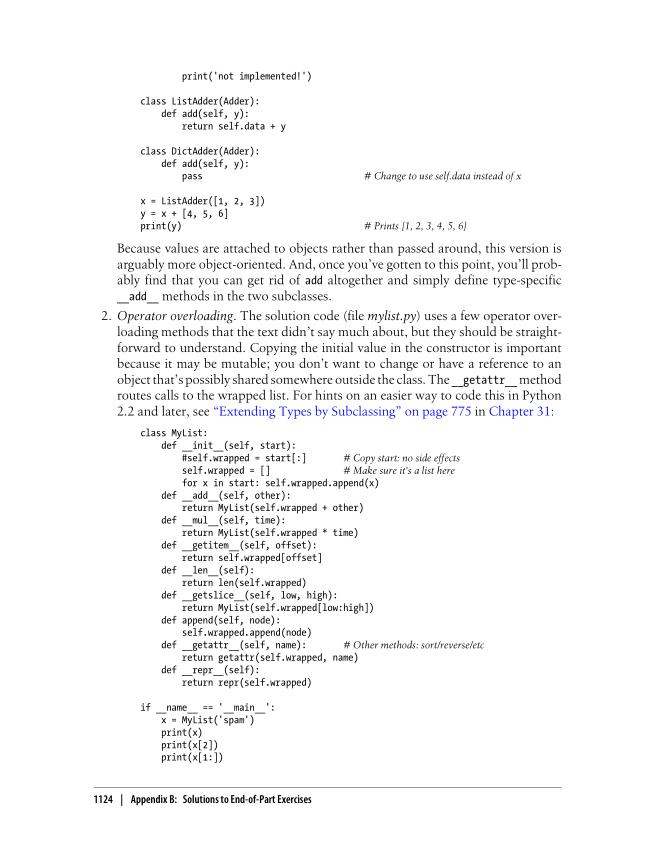 print('not implemented!')
class ListAdder(Adder):
    def add(self, y):
        return self.data + y
class DictAdder(Adder):
    def add(self, y):
        pass                              # Change to use self.data instead of x
x = ListAdder([1, 2, 3])
y = x + [4, 5, 6]
print(y)                                  # Prints [1, 2, 3, 4, 5, 6]
Because values are attached to objects rather than passed around, this version is
arguably more object-oriented. And, once you've gotten to this point, you'll prob-
ably find that you can get rid of add altogether and simply define type-specific
__add__ methods in the two subclasses.
2. Operator overloading. The solution code (file mylist.py) uses a few operator over-
loading methods that the text didn't say much about, but they should be straight-
forward to understand. Copying the initial value in the constructor is important
because it may be mutable; you don't want to change or have a reference to an
object that's possibly shared somewhere outside the class. The __getattr__ method
routes calls to the wrapped list. For hints on an easier way to code this in Python
2.2 and later, see “Extending Types by Subclassing” on page 775 in Chapter 31:
class MyList:
    def __init__(self, start):
        #self.wrapped = start[:]          # Copy start: no side effects
        self.wrapped = []                 # Make sure it's a list here
        for x in start: self.wrapped.append(x)
    def __add__(self, other):
        return MyList(self.wrapped + other)
    def __mul__(self, time):
        return MyList(self.wrapped * time)
    def __getitem__(self, offset):
        return self.wrapped[offset]
    def __len__(self):
        return len(self.wrapped)
    def __getslice__(self, low, high):
        return MyList(self.wrapped[low:high])
    def append(self, node):
        self.wrapped.append(node)
    def __getattr__(self, name):          # Other methods: sort/reverse/etc
        return getattr(self.wrapped, name)
    def __repr__(self):
        return repr(self.wrapped)
if __name__ == '__main__':
    x = MyList('spam')
    print(x)
    print(x[2])
    print(x[1:])
1124 | Appendix B: Solutions to End-of-Part Exercises